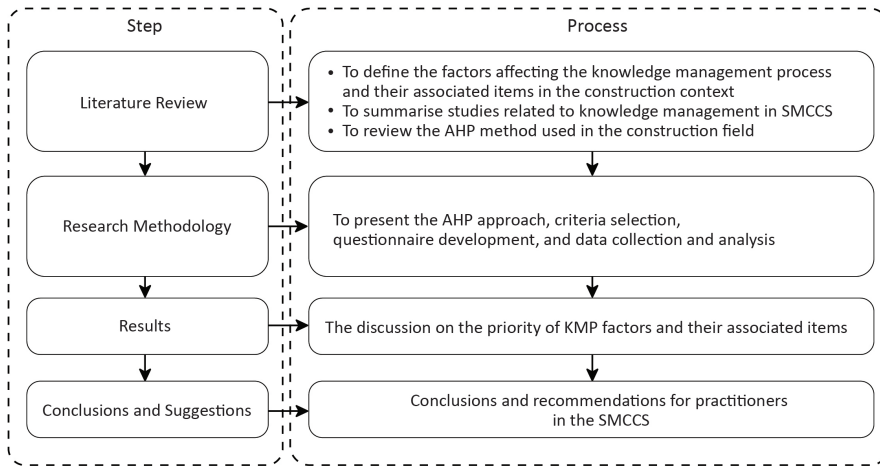 Step
Process
Literature Review
• To define the factors affecting the knowledge management process
and their associated items in the construction context
• To summarise studies related to knowledge management in SMCCS
• To review the AHP method used in the construction field
Research Methodology
To present the AHP approach, criteria selection,
questionnaire development, and data collection and analysis
Results
The discussion on the priority of KMP factors and their associated items
Conclusions and Suggestions
Conclusions and recommendations for practitioners
in the SMCCS